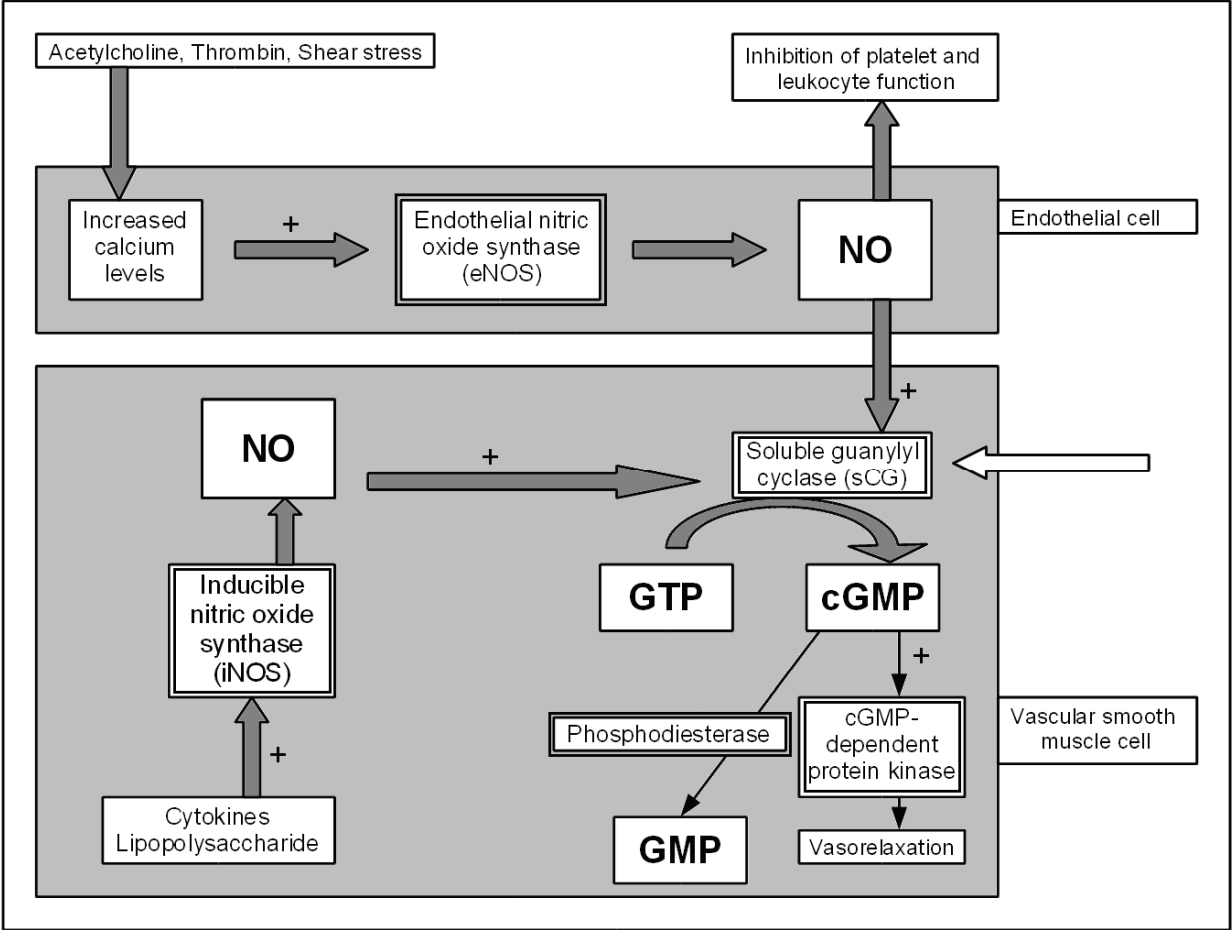 Acetylcholine, Thrombin, Shear stress
Inhibition of platelet and
leukocyte function
Increased
calcium
levels
+
Endothelial nitric
oxide synthase
(eNOS)
NO
Endothelial cell
+
NO
+
Soluble guanylyl
cyclase (sCG)
Inducible
nitric oxide
synthase
(iNOS)
GTP
cGMP
+
+
Phosphodiesterase
cGMP-
dependent
protein kinase
Vascular smooth
muscle cell
Cytokines
Lipopolysaccharide
GMP
Vasorelaxation